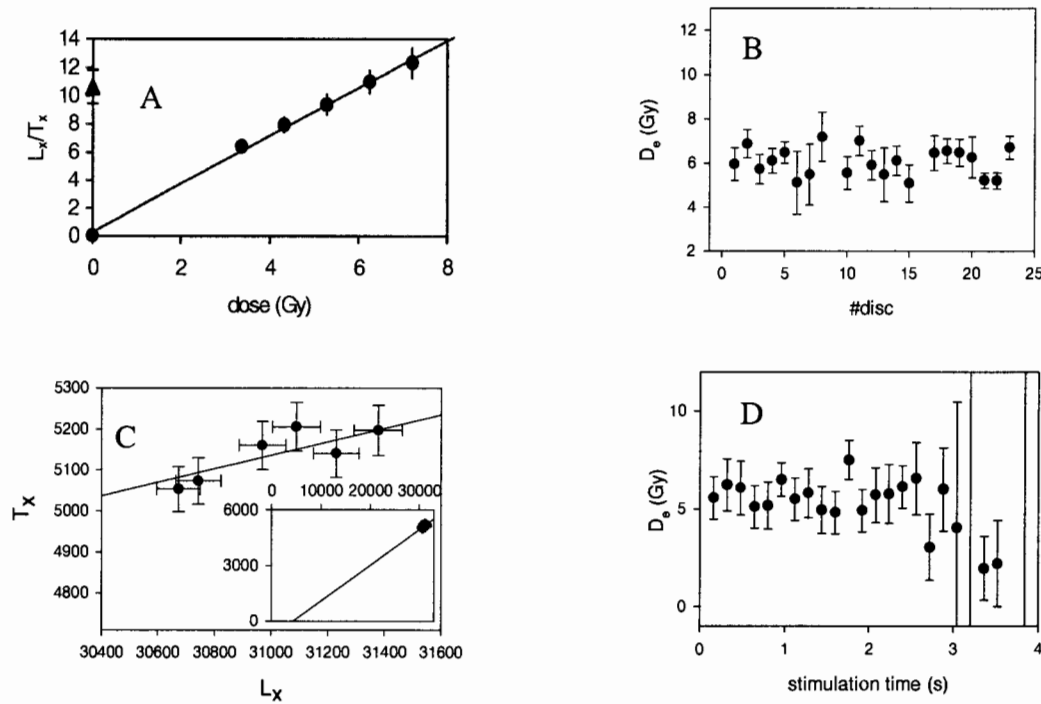 A
14
12
10
8
6
4
2
0
Lx/Tx
0 2 4 6 8
dose (Gy)
B
12
10
8
6
4
2
De (Gy)
0 5 10 15 20 25
#disc
C
5300
5200
5100
5000
4900
4800
Tx
30400 30600 30800 31000 31200 31400 31600
Lx
0 10000 20000 30000
6000
3000
0
D
10
5
0
De (Gy)
0 1 2 3 4
stimulation time (s)